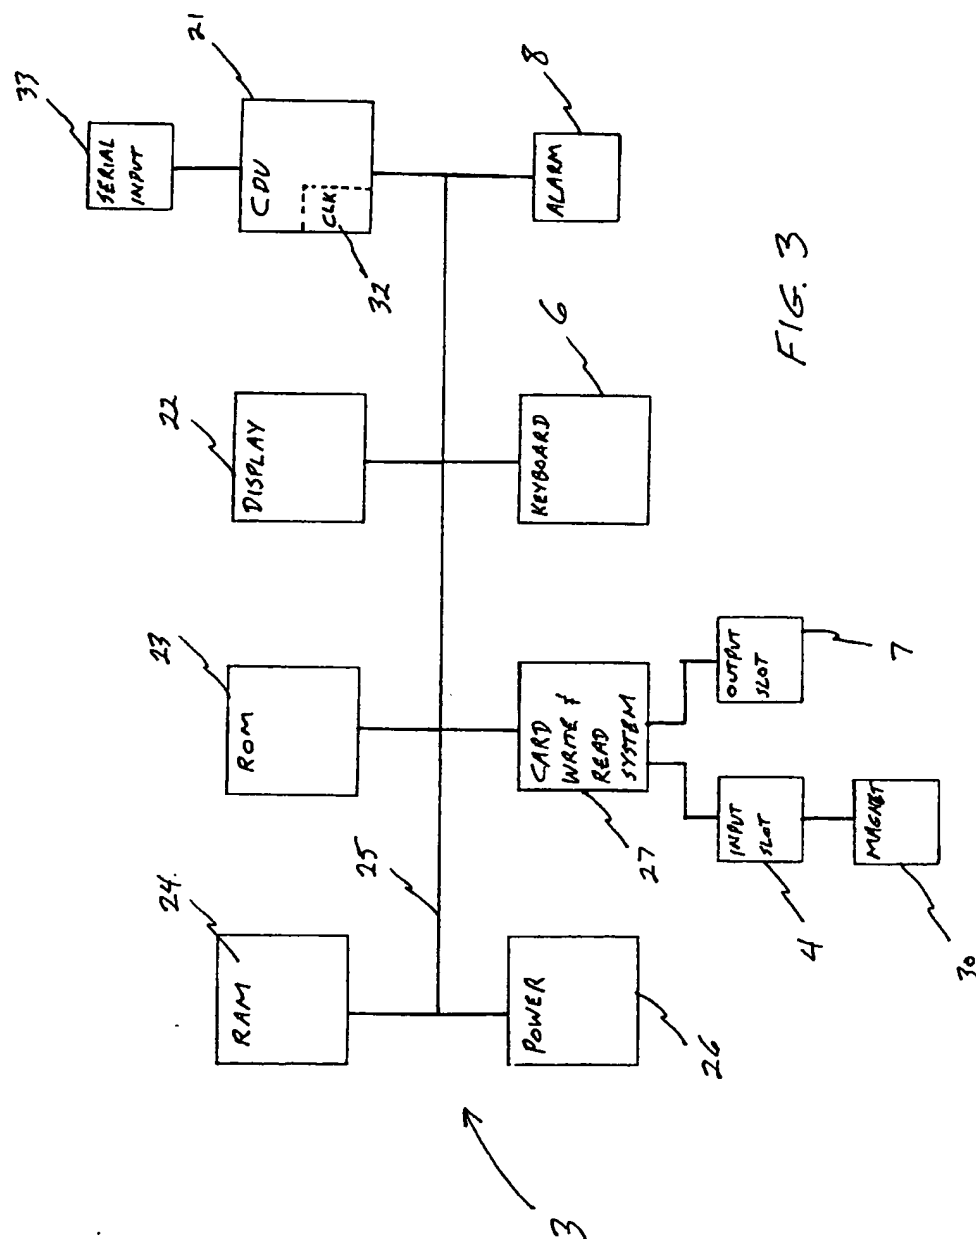 24.
23
22
21
33
RAM
ROM
DISPLAY
CDU
CLK
32
SERIAL
INPUT
25
3
POWER
26
CARD
WRITE &
READ
SYSTEM
27
KEYBOARD
6
ALARM
8
INPUT
SLOT
4
OUTPUT
SLOT
7
MAGNET
30
FIG. 3